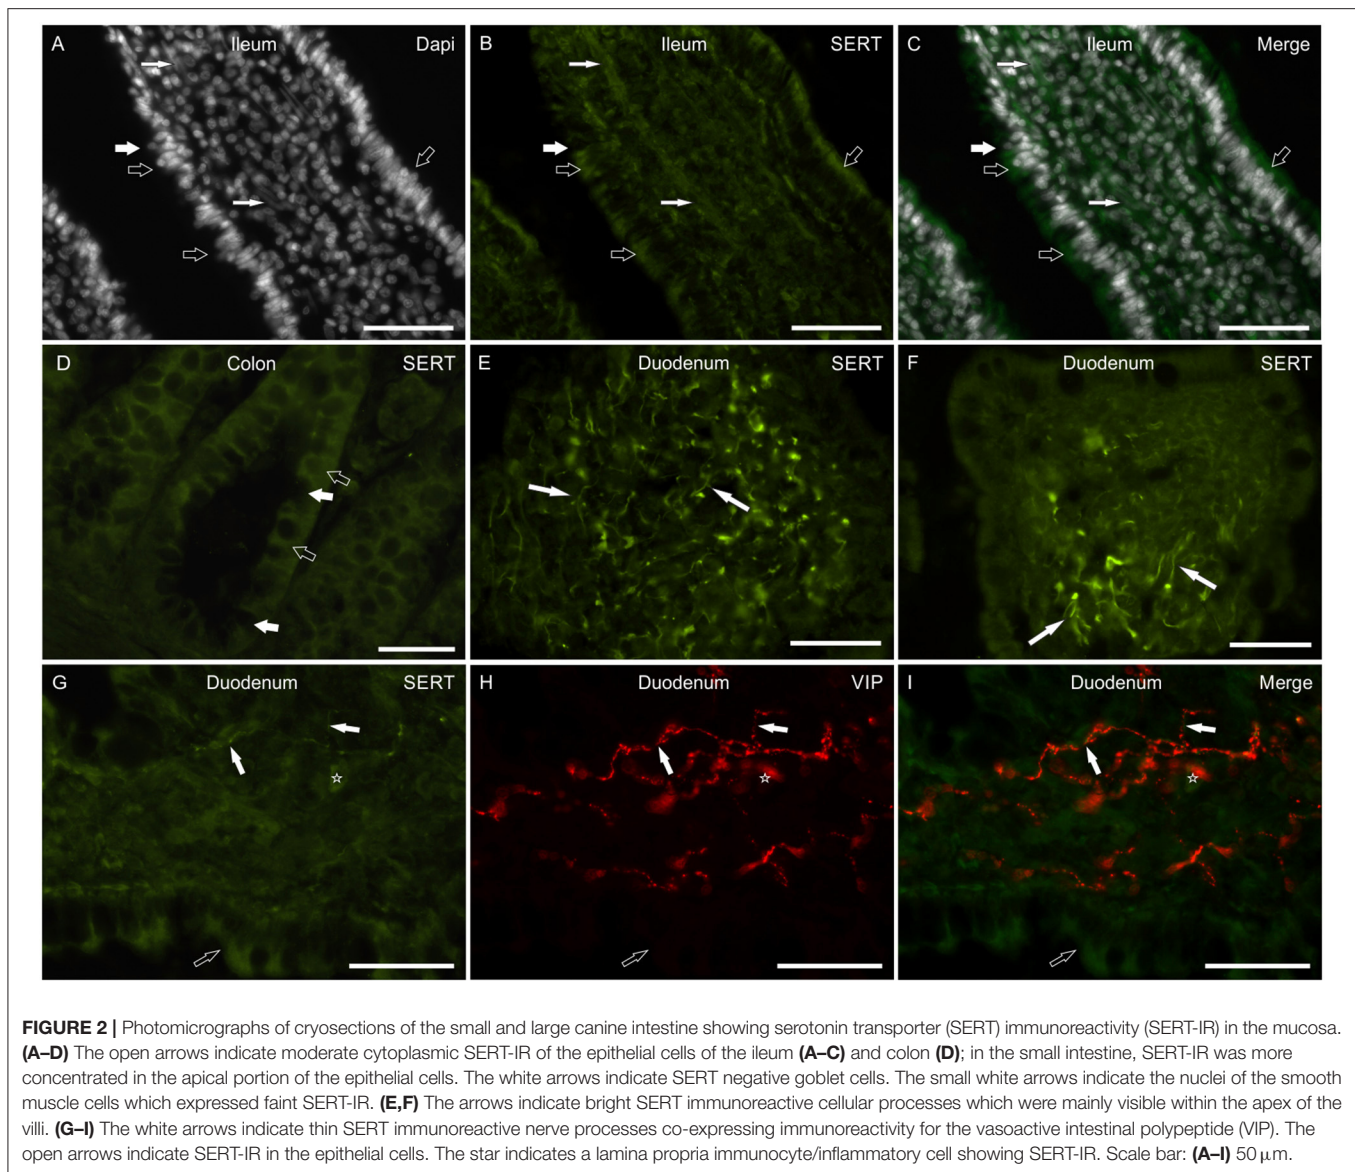 A Ileum Dapi
B Ileum SERT
C Ileum Merge
D Colon SERT
E Duodenum SERT
F Duodenum SERT
G Duodenum SERT
H Duodenum VIP
I Duodenum Merge
FIGURE 2 | Photomicrographs of cryosections of the small and large canine intestine showing serotonin transporter (SERT) immunoreactivity (SERT-IR) in the mucosa.
(A–D) The open arrows indicate moderate cytoplasmic SERT-IR of the epithelial cells of the ileum (A–C) and colon (D); in the small intestine, SERT-IR was more
concentrated in the apical portion of the epithelial cells. The white arrows indicate SERT negative goblet cells. The small white arrows indicate the nuclei of the smooth
muscle cells which expressed faint SERT-IR. (E,F) The arrows indicate bright SERT immunoreactive cellular processes which were mainly visible within the apex of the
villi. (G–I) The white arrows indicate thin SERT immunoreactive nerve processes co-expressing immunoreactivity for the vasoactive intestinal polypeptide (VIP). The
open arrows indicate SERT-IR in the epithelial cells. The star indicates a lamina propria immunocyte/inflammatory cell showing SERT-IR. Scale bar: (A–I) 50 μm.